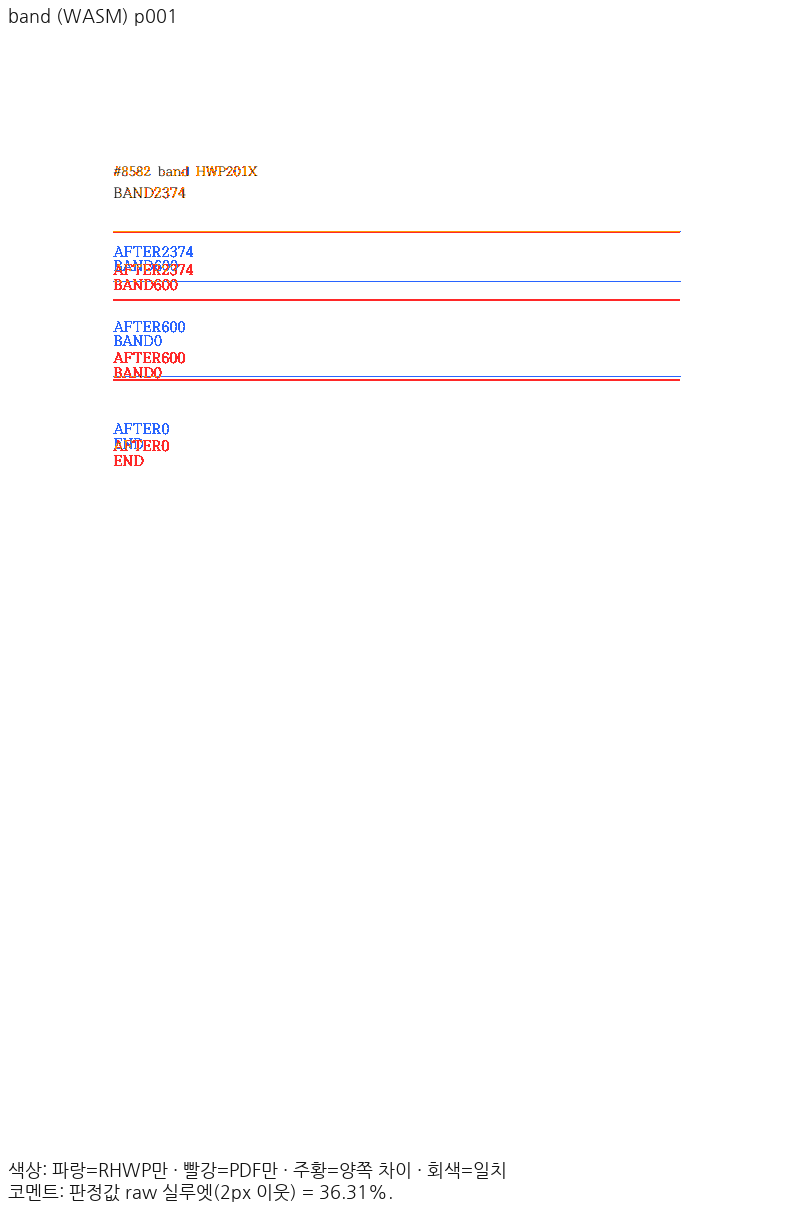 band (WASM) p001
#8582 band HWP201X
BAND2374
AFTER2374
BAND600
AFTER2374
BAND600
AFTER600
BAND0
AFTER600
BAND0
AFTER0
END
AFTER0
END
색상: 파랑=RHWP만 · 빨강=PDF만 · 주황=양쪽 차이 · 회색=일치
코멘트: 판정값 raw 실루엣(2px 이웃) = 36.31%.